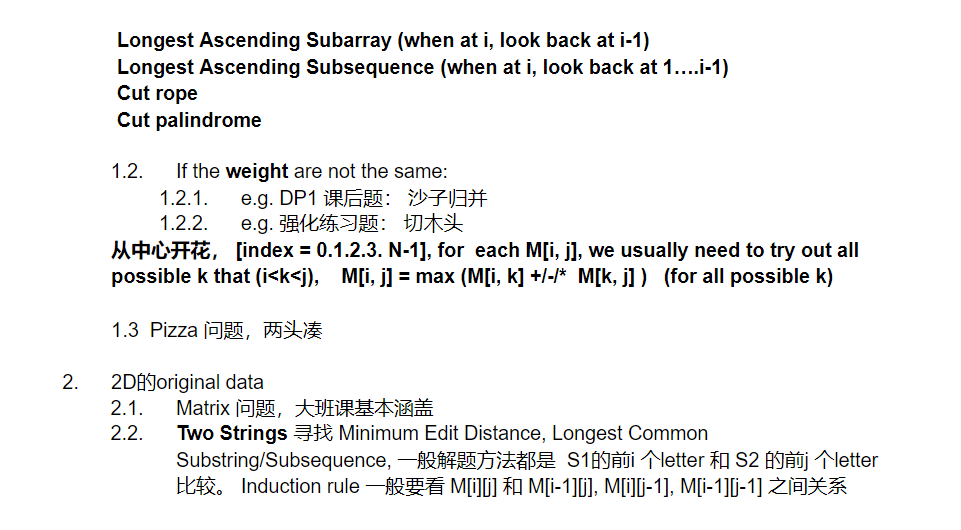 Longest Ascending Subarray (when at i, look back at i-1)
Longest Ascending Subsequence (when at i, look back at 1….i-1)
Cut rope
Cut palindrome
1.2. If the weight are not the same:
1.2.1. e.g. DP1 课后题： 沙子归并
1.2.2. e.g. 强化练习题： 切木头
从中心开花， [index = 0.1.2.3. N-1], for each M[i, j], we usually need to try out all
possible k that (i<k<j), M[i, j] = max (M[i, k] +/-/* M[k, j] ) (for all possible k)
1.3 Pizza 问题，两头凑
2. 2D的original data
2.1. Matrix 问题，大班课基本涵盖
2.2. Two Strings 寻找 Minimum Edit Distance, Longest Common
Substring/Subsequence, 一般解题方法都是 S1的前i 个letter 和 S2 的前j 个letter
比较。 Induction rule 一般要看 M[i][j] 和 M[i-1][j], M[i][j-1], M[i-1][j-1] 之间关系